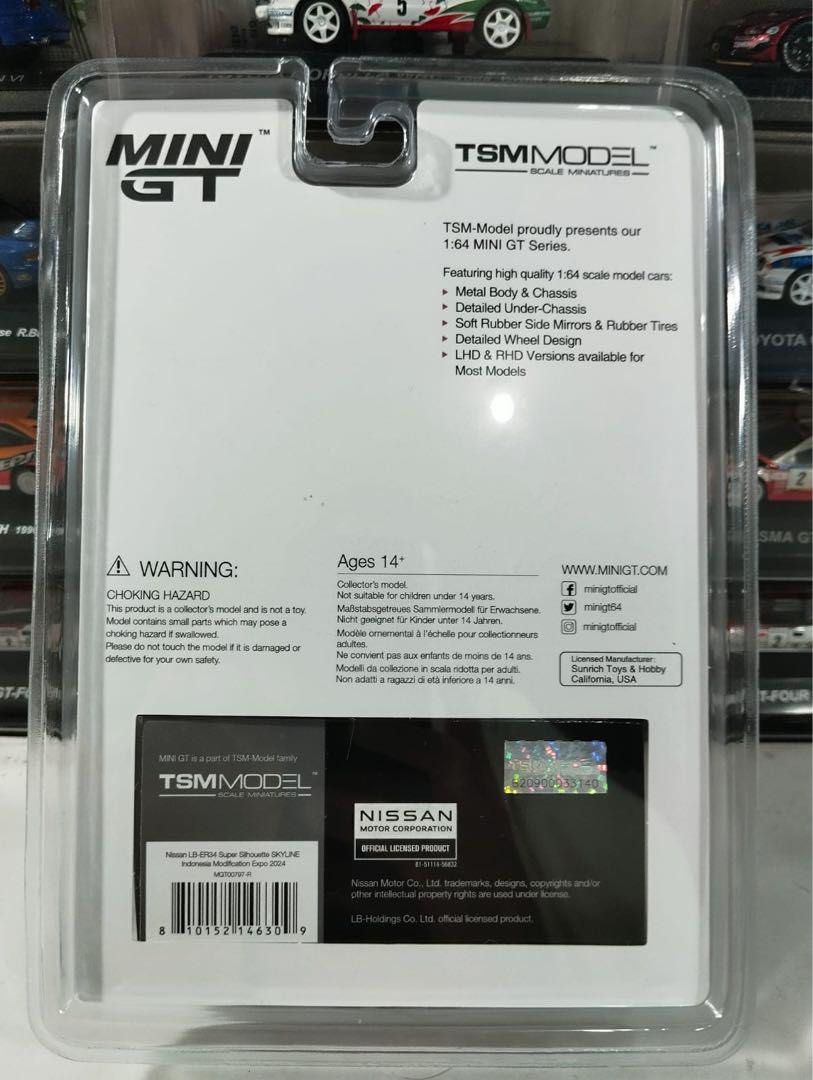 5
MINI GT™
TSMMODEL™
SCALE MINIATURES
TSM-Model proudly presents our
1:64 MINI GT Series.
Featuring high quality 1:64 scale model cars:
Metal Body & Chassis
Detailed Under-Chassis
Soft Rubber Side Mirrors & Rubber Tires
Detailed Wheel Design
LHD & RHD Versions available for
Most Models
2
WARNING:
CHOKING HAZARD
This product is a collector's model and is not a toy.
Model contains small parts which may pose a
choking hazard if swallowed.
Please do not touch the model if it is damaged or
defective for your own safety.
Ages 14+
Collector's model.
Not suitable for children under 14 years.
Maßstabsgetreues Sammlermodell für Erwachsene.
Nicht geeignet für Kinder unter 14 Jahren.
Modèle ornemental à l'échelle pour collectionneurs
adultes.
Ne convient pas aux enfants de moins de 14 ans.
Modelli da collezione in scala ridotta per adulti.
Non adatti a ragazzi di età inferiore a 14 anni.
WWW.MINIGT.COM
minigtofficial
minigt64
minigtofficial
Licensed Manufacturer:
Sunrich Toys & Hobby
California, USA
T-FOUR
MINI GT is a part of TSM-Model family
TSMMODEL™
SCALE MINIATURES
Nissan LB-ER34 Super Silhouette SKYLINE
Indonesia Modification Expo 2024
MGT00797-R
8 10152 14630 9
NISSAN
MOTOR CORPORATION
OFFICIAL LICENSED PRODUCT
81-51114-56832
Nissan Motor Co., Ltd. trademarks, designs, copyrights and/or
other intellectual property rights are used under license.
LB-Holdings Co. Ltd. official licensed product.